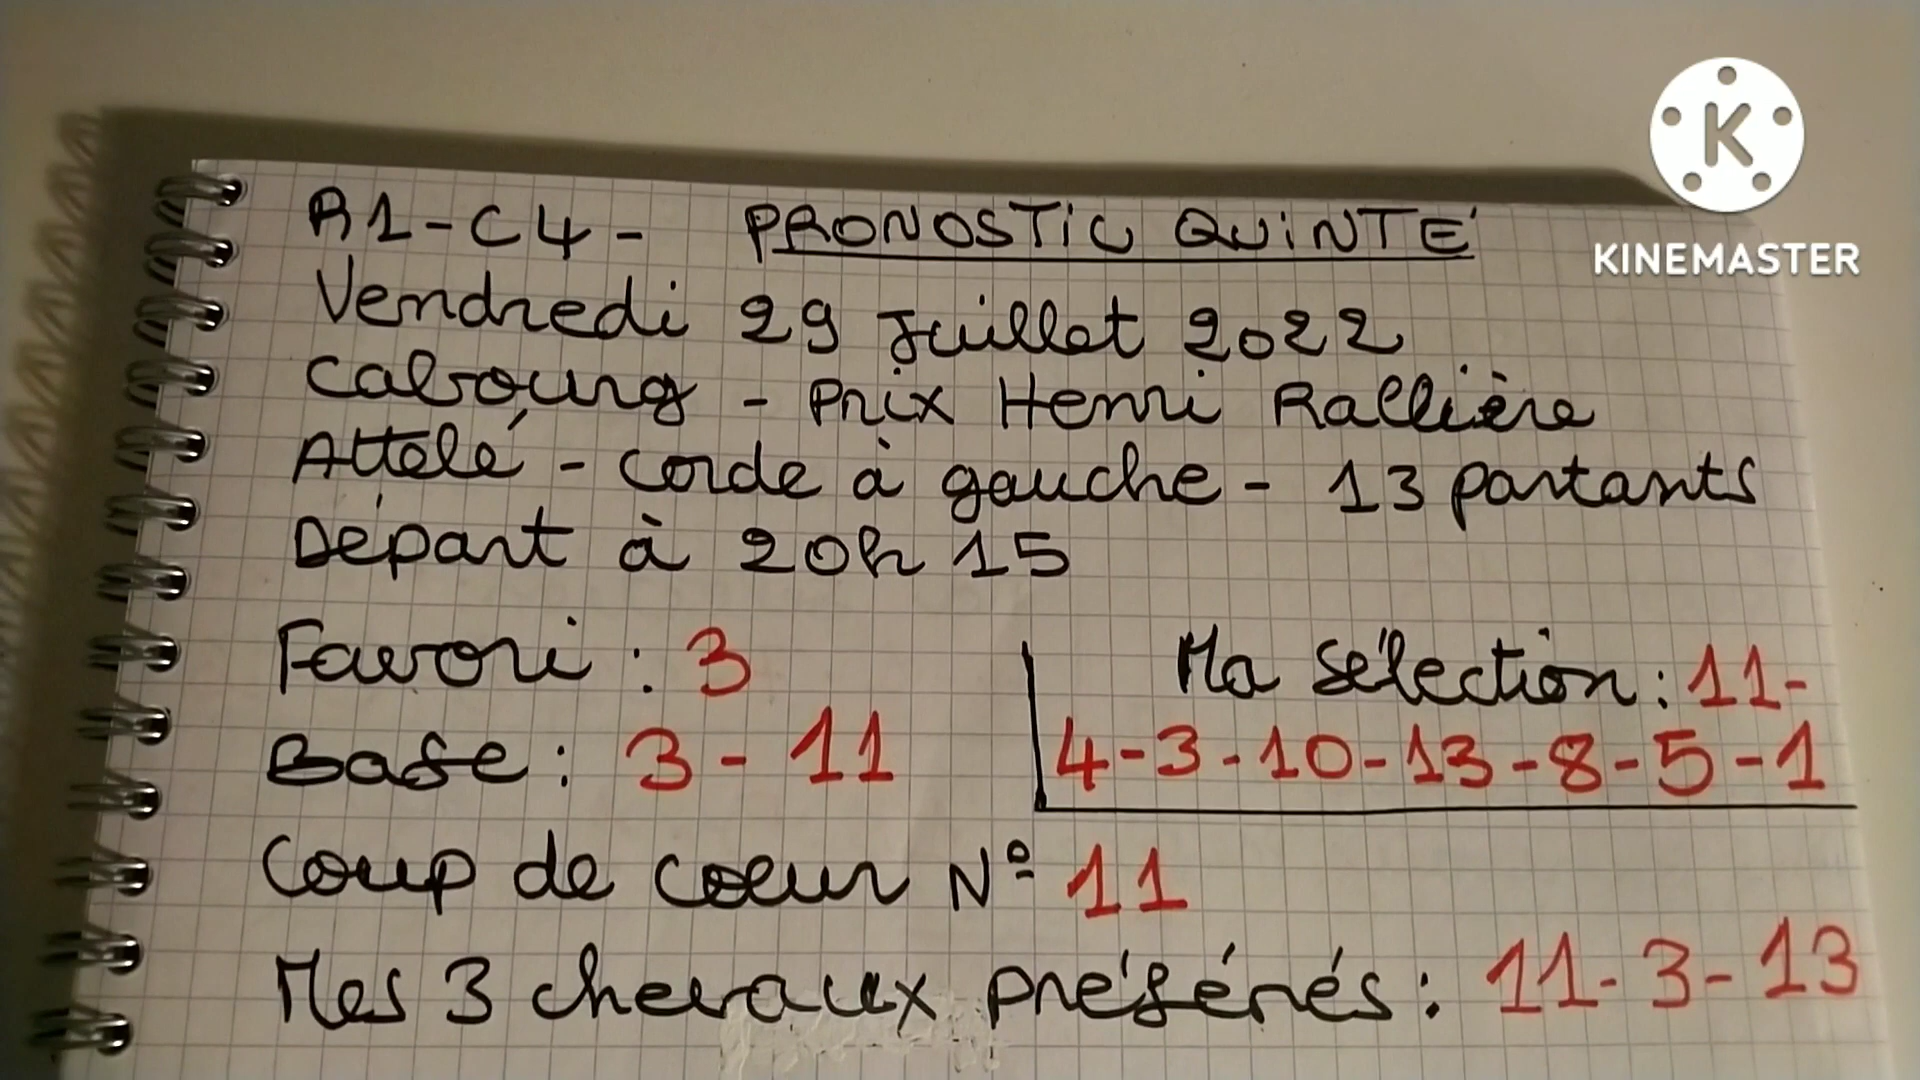 R1-C4- PRONOSTIC QUINTÉ
KINEMASTER
Vendredi 29 Juillet 2022
Cabourg - Prix Henri Rallière
Attelé - Corde à gauche - 13 partants
Départ à 20h15
Favori : 3
Base : 3 - 11
Ma sélection : 11-
4-3-10-13-8-5-1
Coup de coeur N° 11
Mes 3 chevaux préférés : 11-3-13